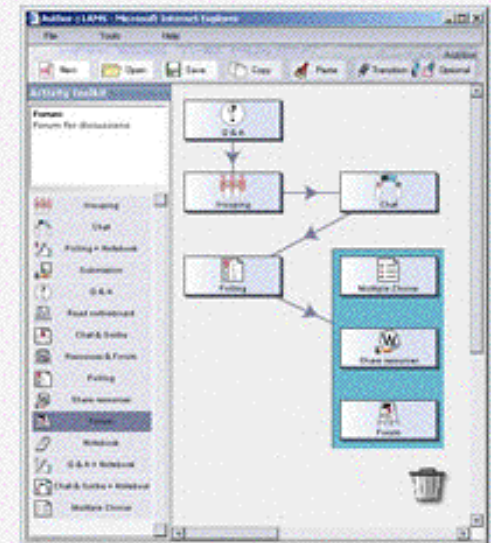 Author :: LAMS - Microsoft Internet Explorer
File Tools Help
New Open Save Copy Paste Transition Optional
Activity Toolkit
Forum
Forum for discussions
Grouping
Chat
Polling + Notebook
Submission
Q & A
Read noticeboard
Chat & Scribe
Resources & Forum
Polling
Share resources
Forum
Notebook
Q & A + Notebook
Chat & Scribe + Notebook
Multiple Choice
Q & A
Grouping
Chat
Polling
Multiple Choice
Share resources
Forum